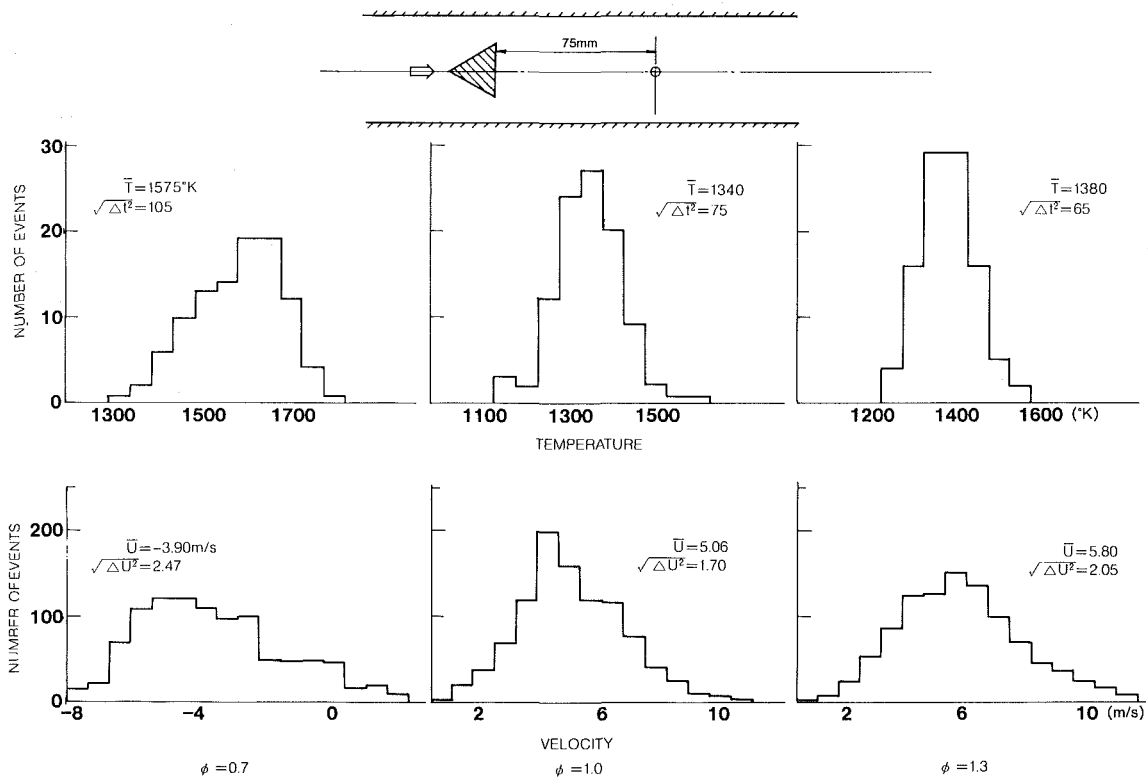 75mm
NUMBER OF EVENTS
30
20
10
0
T̅=1575°K
√Δt²=105
T̅=1340
√Δt²=75
T̅=1380
√Δt²=65
1300 1500 1700
1100 1300 1500
1200 1400 1600 (°K)
TEMPERATURE
NUMBER OF EVENTS
200
100
0
U̅=-3.90m/s
√ΔU²=2.47
U̅=5.06
√ΔU²=1.70
U̅=5.80
√ΔU²=2.05
-8 -4 0
2 6 10
2 6 10 (m/s)
VELOCITY
ϕ =0.7
ϕ =1.0
ϕ =1.3